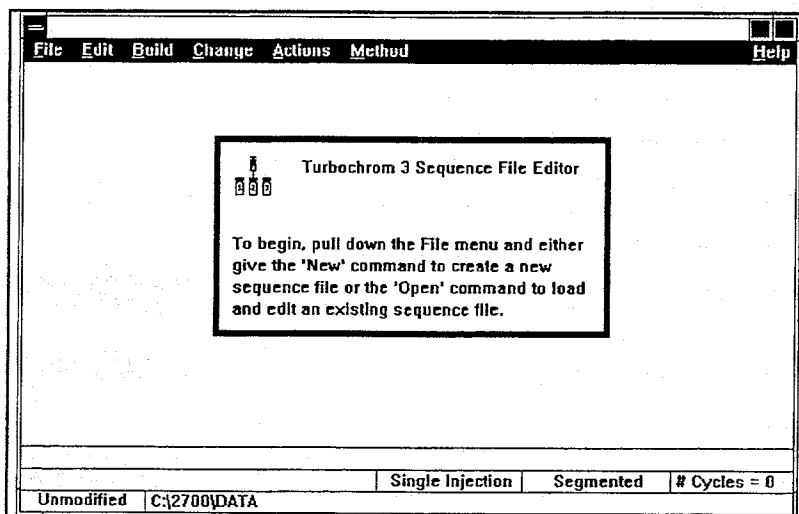 File Edit Build Change Actions Method Help
Turbochrom 3 Sequence File Editor
To begin, pull down the File menu and either
give the 'New' command to create a new
sequence file or the 'Open' command to load
and edit an existing sequence file.
Single Injection Segmented # Cycles = 0
Unmodified C:\2700\DATA